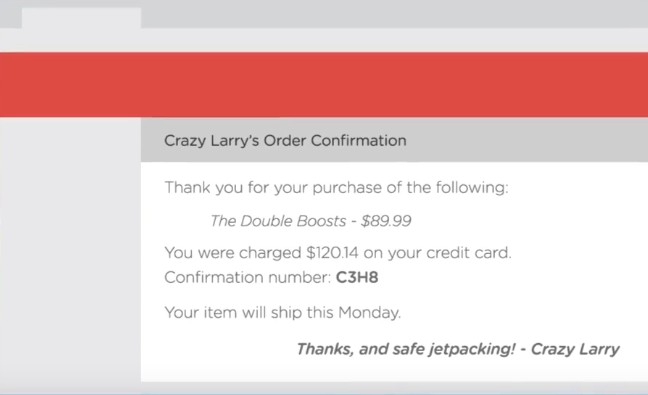 Crazy Larry's Order Confirmation
Thank you for your purchase of the following:
The Double Boosts - $89.99
You were charged $120.14 on your credit card.
Confirmation number: C3H8
Your item will ship this Monday.
Thanks, and safe jetpacking! - Crazy Larry